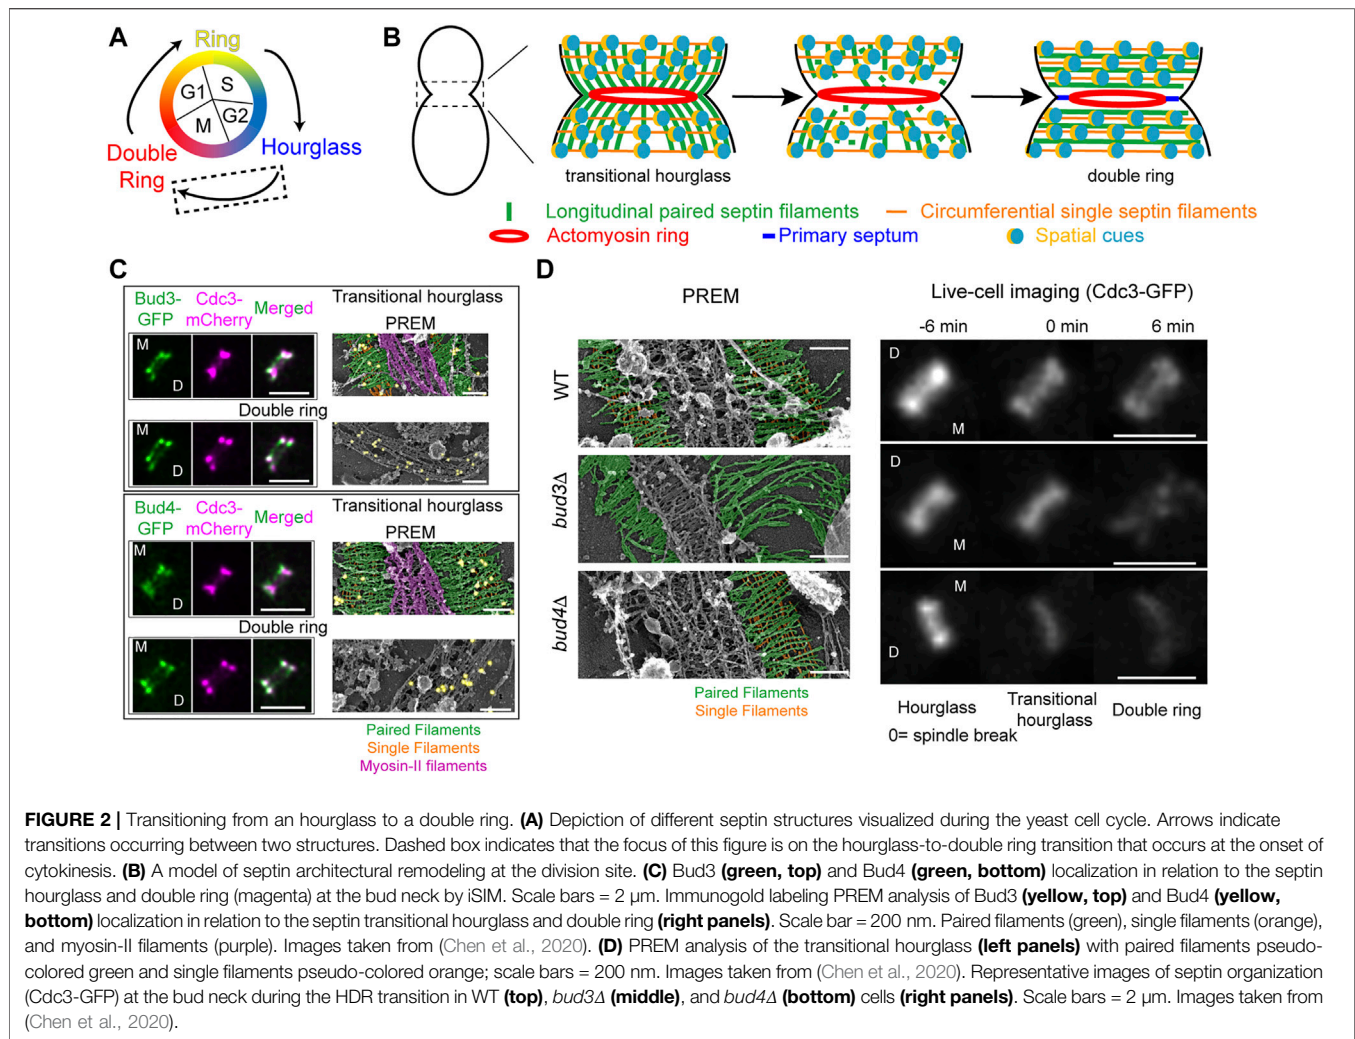 A
Ring
G1
S
M
G2
Double
Ring
Hourglass
B
transitional hourglass
double ring
Longitudinal paired septin filaments
Circumferential single septin filaments
Actomyosin ring
Primary septum
Spatial cues
C
Bud3-
GFP
Cdc3-
mCherry
Merged
Transitional hourglass
PREM
M
D
Double ring
M
D
Bud4-
GFP
Cdc3-
mCherry
Merged
Transitional hourglass
PREM
M
D
Double ring
M
D
Paired Filaments
Single Filaments
Myosin-II filaments
D
PREM
Live-cell imaging (Cdc3-GFP)
-6 min
0 min
6 min
WT
D
M
bud3Δ
D
M
bud4Δ
M
D
Paired Filaments
Single Filaments
Hourglass
Transitional
hourglass
Double ring
0= spindle break
FIGURE 2 | Transitioning from an hourglass to a double ring. (A) Depiction of different septin structures visualized during the yeast cell cycle. Arrows indicate
transitions occurring between two structures. Dashed box indicates that the focus of this figure is on the hourglass-to-double ring transition that occurs at the onset of
cytokinesis. (B) A model of septin architectural remodeling at the division site. (C) Bud3 (green, top) and Bud4 (green, bottom) localization in relation to the septin
hourglass and double ring (magenta) at the bud neck by iSIM. Scale bars = 2 µm. Immunogold labeling PREM analysis of Bud3 (yellow, top) and Bud4 (yellow,
bottom) localization in relation to the septin transitional hourglass and double ring (right panels). Scale bar = 200 nm. Paired filaments (green), single filaments (orange),
and myosin-II filaments (purple). Images taken from (Chen et al., 2020). (D) PREM analysis of the transitional hourglass (left panels) with paired filaments pseudo-
colored green and single filaments pseudo-colored orange; scale bars = 200 nm. Images taken from (Chen et al., 2020). Representative images of septin organization
(Cdc3-GFP) at the bud neck during the HDR transition in WT (top), bud3Δ (middle), and bud4Δ (bottom) cells (right panels). Scale bars = 2 µm. Images taken from
(Chen et al., 2020).